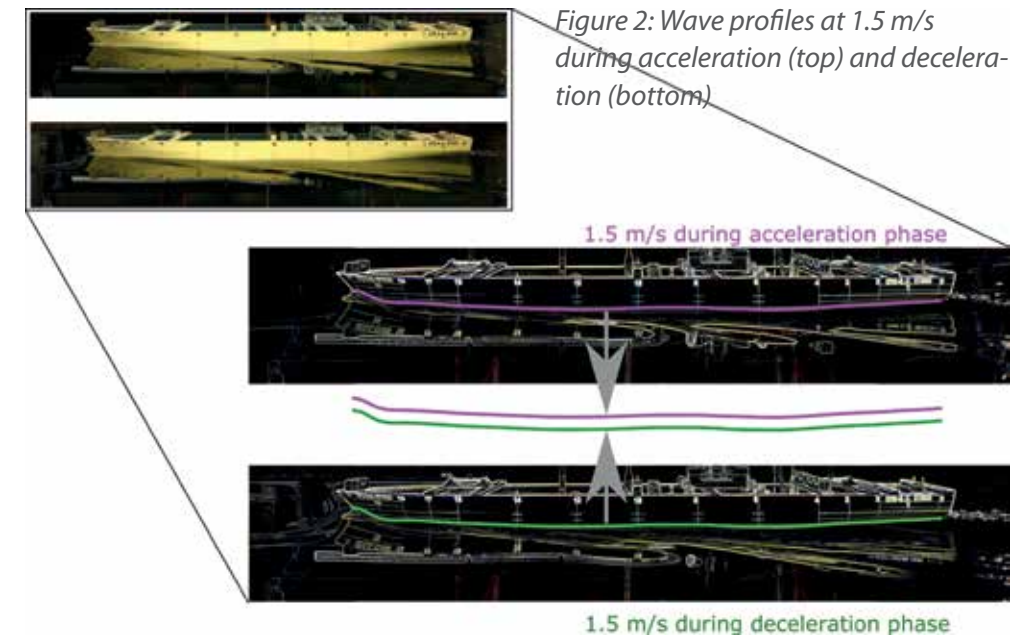 Figure 2: Wave profiles at 1.5 m/s
during acceleration (top) and decelera-
tion (bottom)
1.5 m/s during acceleration phase
1.5 m/s during deceleration phase